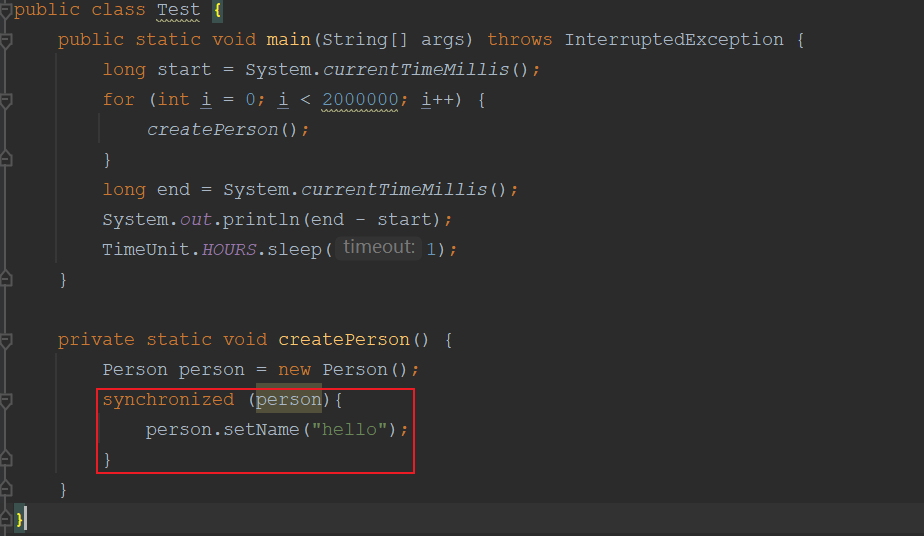 public class Test {
public static void main(String[] args) throws InterruptedException {
long start = System.currentTimeMillis();
for (int i = 0; i < 2000000; i++) {
createPerson();
}
long end = System.currentTimeMillis();
System.out.println(end - start);
TimeUnit.HOURS.sleep( timeout: 1);
}
private static void createPerson() {
Person person = new Person();
synchronized (person){
person.setName("hello");
}
}
}